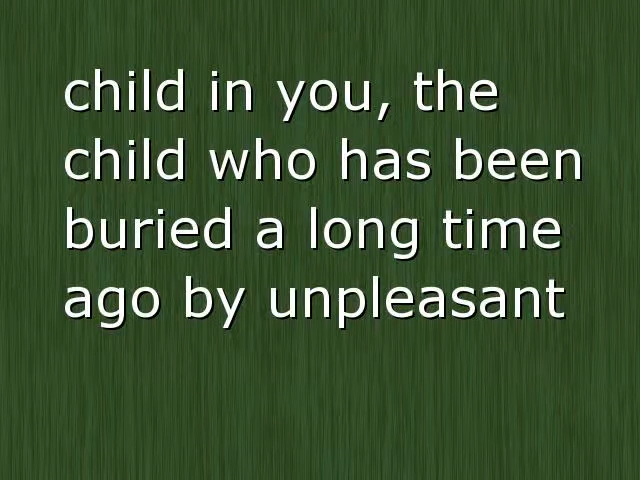 child in you, the
child who has been
buried a long time
ago by unpleasant